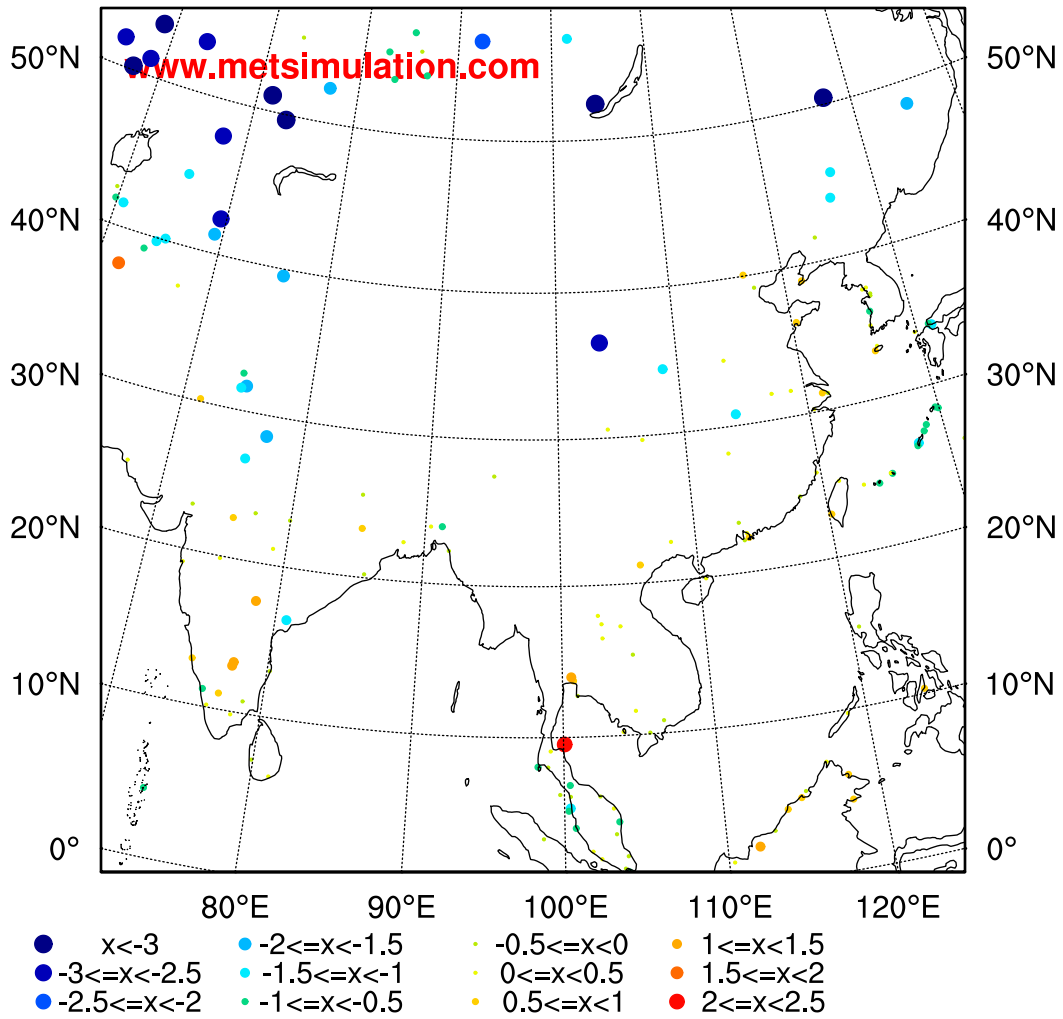 50°N 50°N
www.metsimulation.com
40°N 40°N
30°N 30°N
20°N 20°N
10°N 10°N
0° 0°
80°E 90°E 100°E 110°E 120°E
x<-3 -2<=x<-1.5 -0.5<=x<0 1<=x<1.5
-3<=x<-2.5 -1.5<=x<-1 0<=x<0.5 1.5<=x<2
-2.5<=x<-2 -1<=x<-0.5 0.5<=x<1 2<=x<2.5